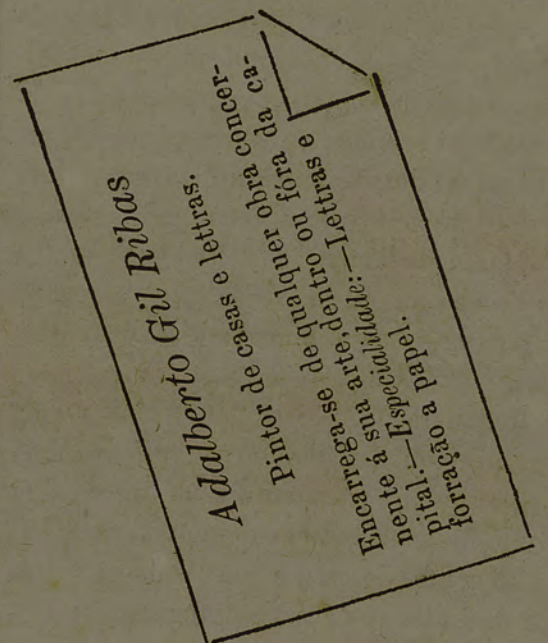 Adalberto Gil Ribas
Pintor de casas e lettras.
Encarrega-se de qualquer obra concer-
nente á sua arte, dentro ou fóra da ca-
pital.—Especialidade:—Lettras e
forração a papel.